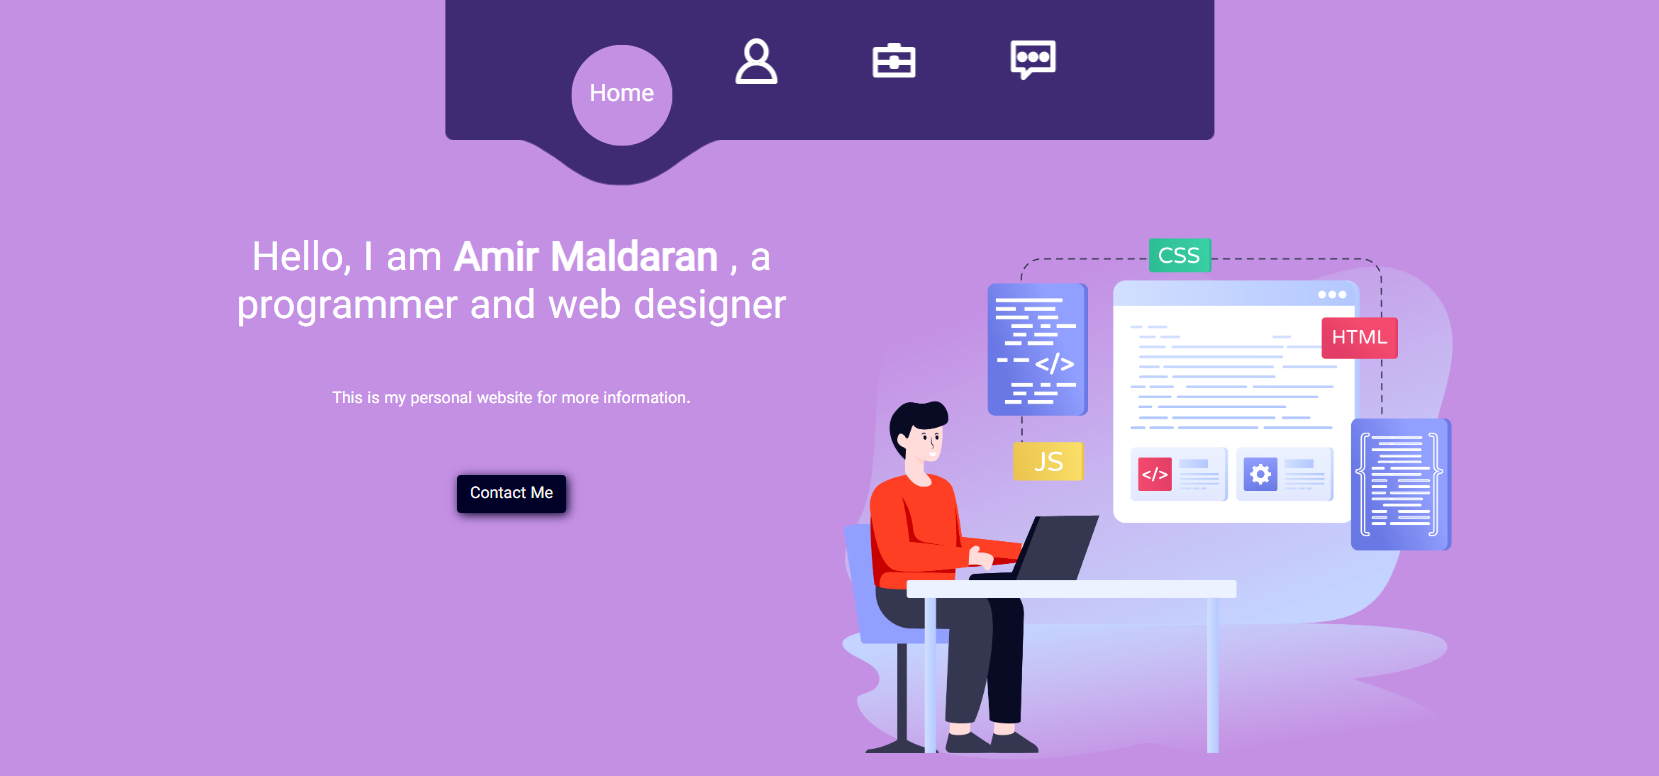 Home
Hello, I am Amir Maldaran , a
programmer and web designer
This is my personal website for more information.
Contact Me
CSS
HTML
</>
JS
</>